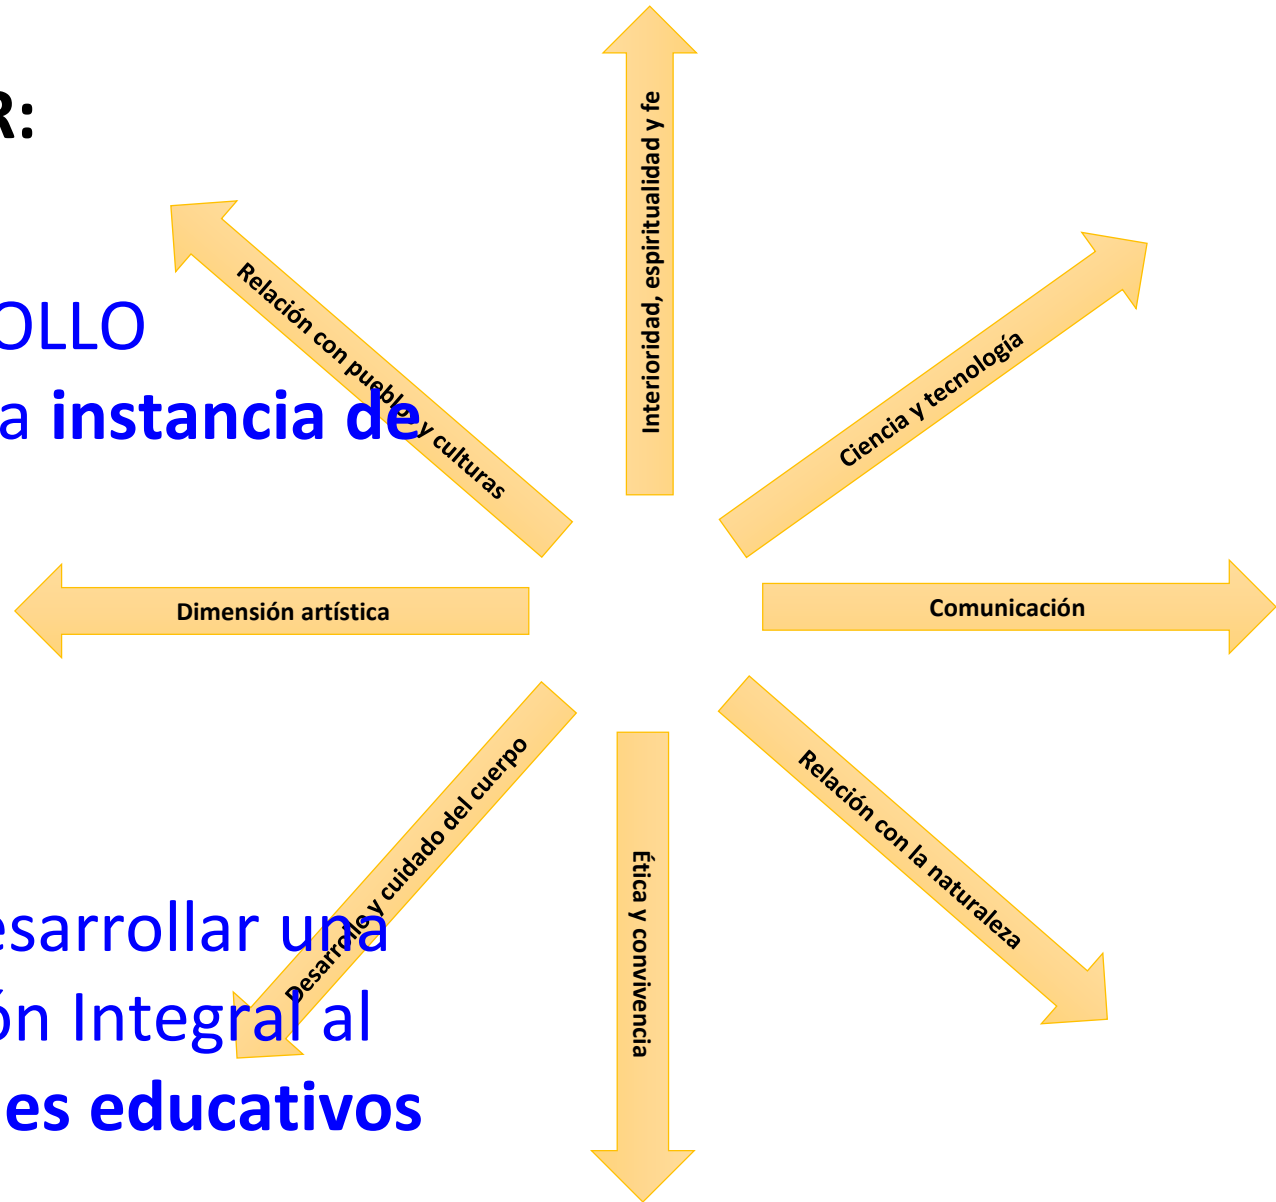 R:
OLLO
a instancia de
esarrollar una
ón Integral al
es educativos
Interioridad, espiritualidad y fe
Ciencia y tecnología
Comunicación
Relación con la naturaleza
Ética y convivencia
Desarrollo y cuidado del cuerpo
Dimensión artística
Relación con pueblos y culturas